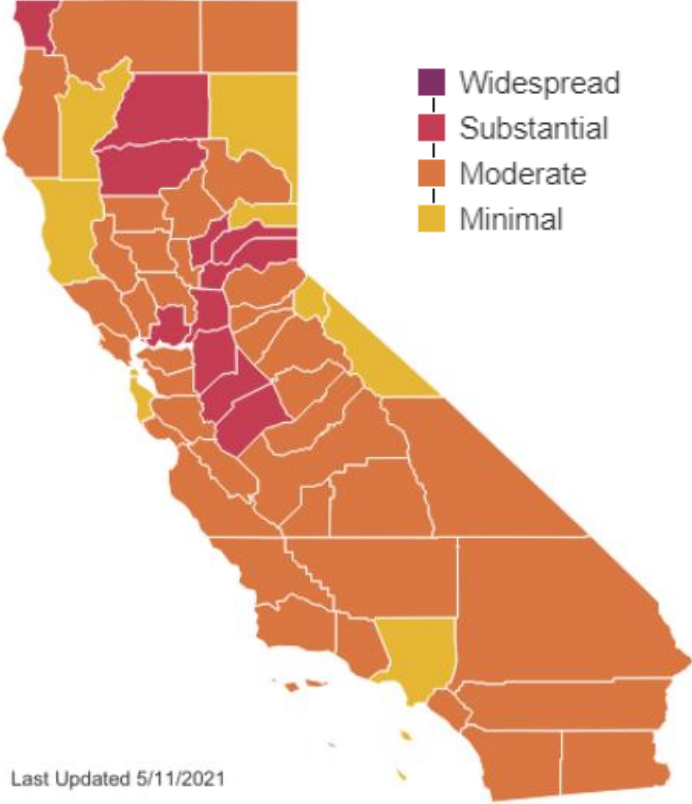 Widespread
Substantial
Moderate
Minimal
Last Updated 5/11/2021